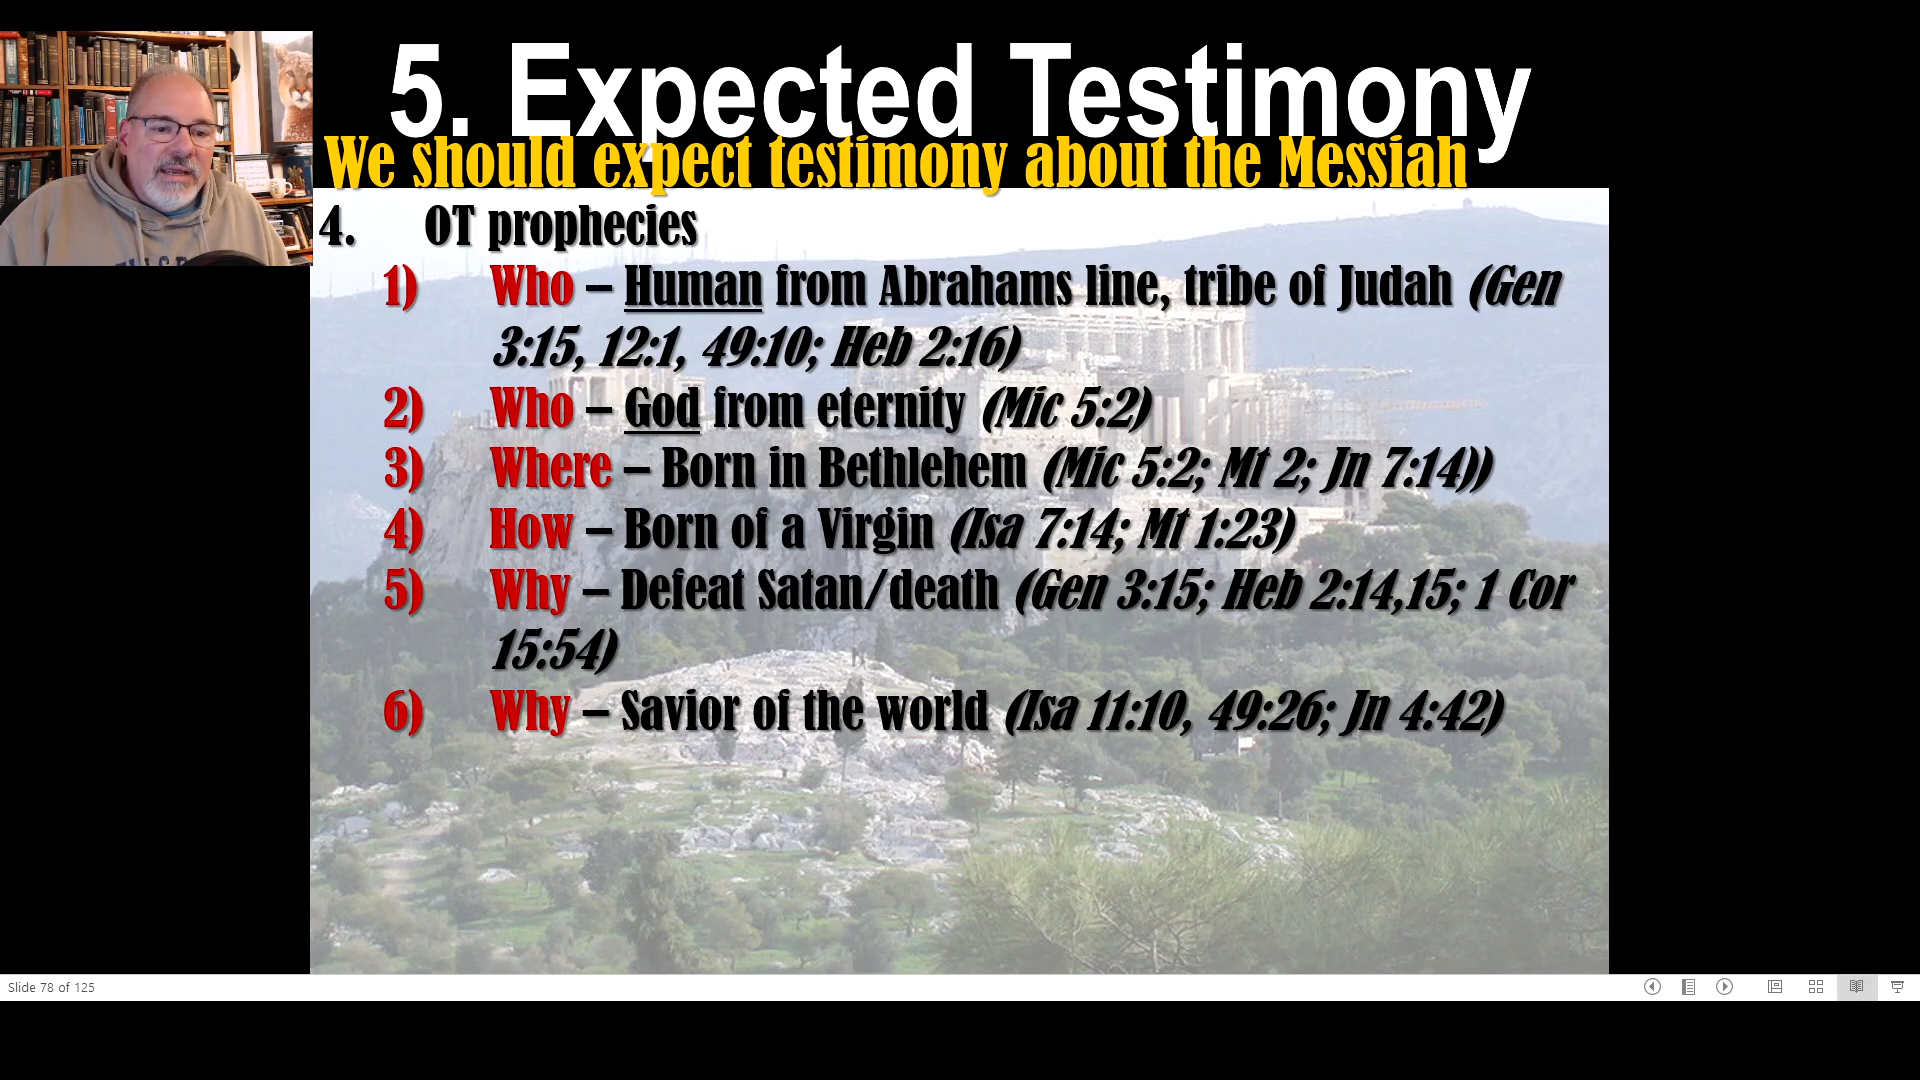 5. Expected Testimony
We should expect testimony about the Messiah
4. OT prophecies
1) Who – Human from Abrahams line, tribe of Judah (Gen
3:15, 12:1, 49:10; Heb 2:16)
2) Who – God from eternity (Mic 5:2)
3) Where – Born in Bethlehem (Mic 5:2; Mt 2; Jn 7:14))
4) How – Born of a Virgin (Isa 7:14; Mt 1:23)
5) Why – Defeat Satan/death (Gen 3:15; Heb 2:14,15; 1 Cor
15:54)
6) Why – Savior of the world (Isa 11:10, 49:26; Jn 4:42)
Slide 78 of 125